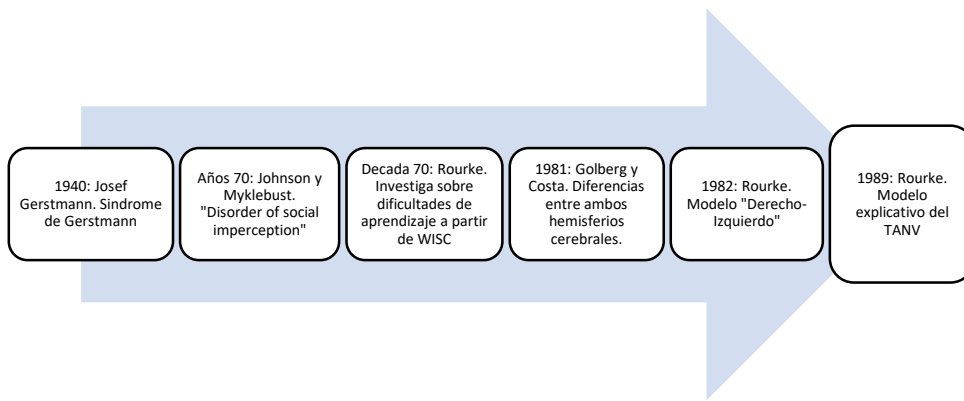 1940: Josef
Gerstmann. Sindrome
de Gerstmann
Años 70: Johnson y
Myklebust.
"Disorder of social
imperception"
Decada 70: Rourke.
Investiga sobre
dificultades de
aprendizaje a partir
de WISC
1981: Golberg y
Costa. Diferencias
entre ambos
hemisferios
cerebrales.
1982: Rourke.
Modelo "Derecho-
Izquierdo"
1989: Rourke.
Modelo
explicativo del
TANV